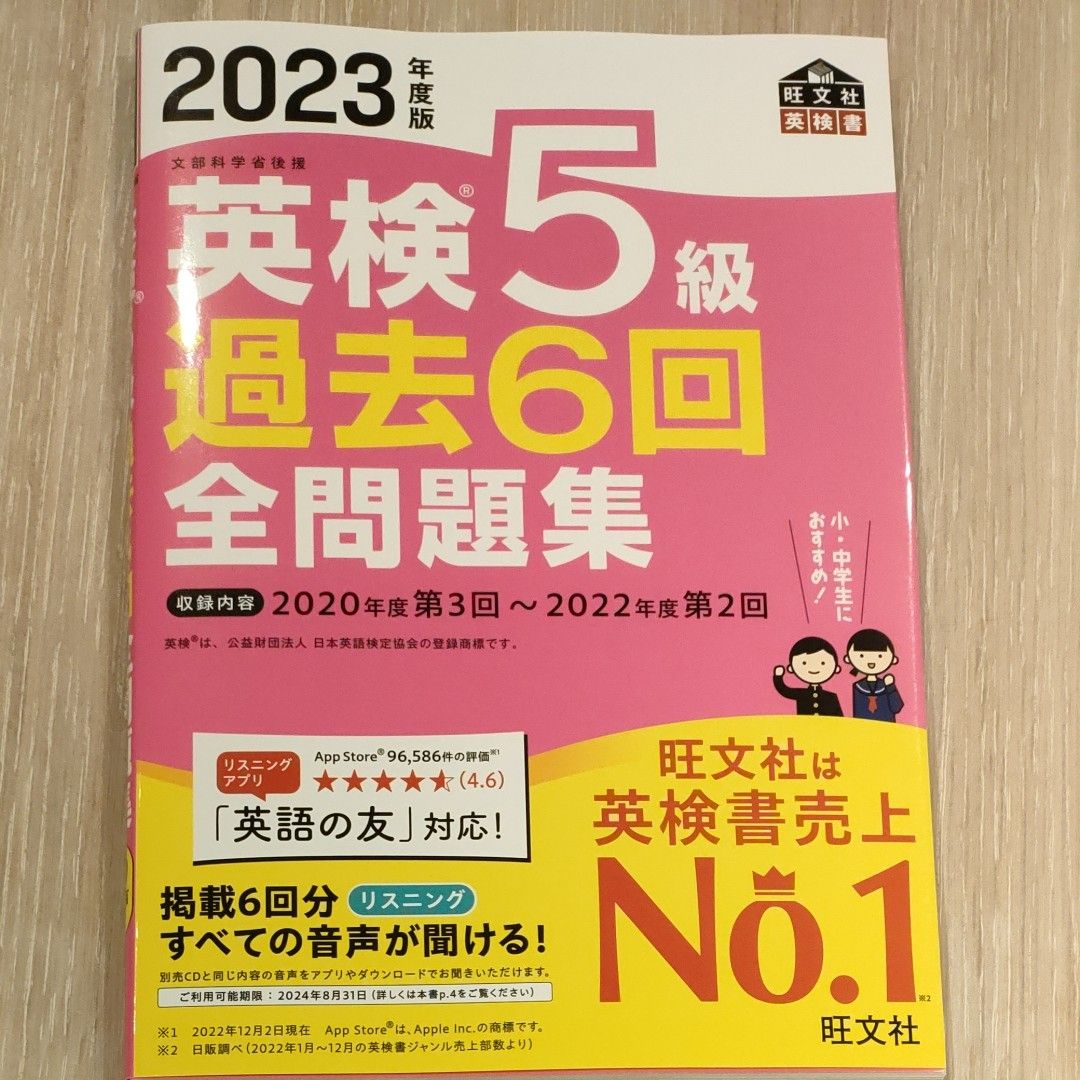 2023年度版
旺文社
英検書
文部科学省後援
英検®5級
過去6回
全問題集
収録内容 2020年度 第3回 ～ 2022年度 第2回
英検®は、公益財団法人 日本英語検定協会の登録商標です。
小・中学生に
おすすめ！
リスニング
アプリ
App Store® 96,586件の評価※1
★★★★★(4.6)
「英語の友」対応！
掲載6回分 リスニング
すべての音声が聞ける！
別売CDと同じ内容の音声をアプリやダウンロードでお聞きいただけます。
ご利用可能期限：2024年8月31日（詳しくは本書p.4をご覧ください）
※1 2022年12月2日現在 App Store®は、Apple Inc.の商標です。
※2 日販調べ（2022年1月～12月の英検書ジャンル売上部数より）
旺文社は
英検書売上
No.1※2
旺文社